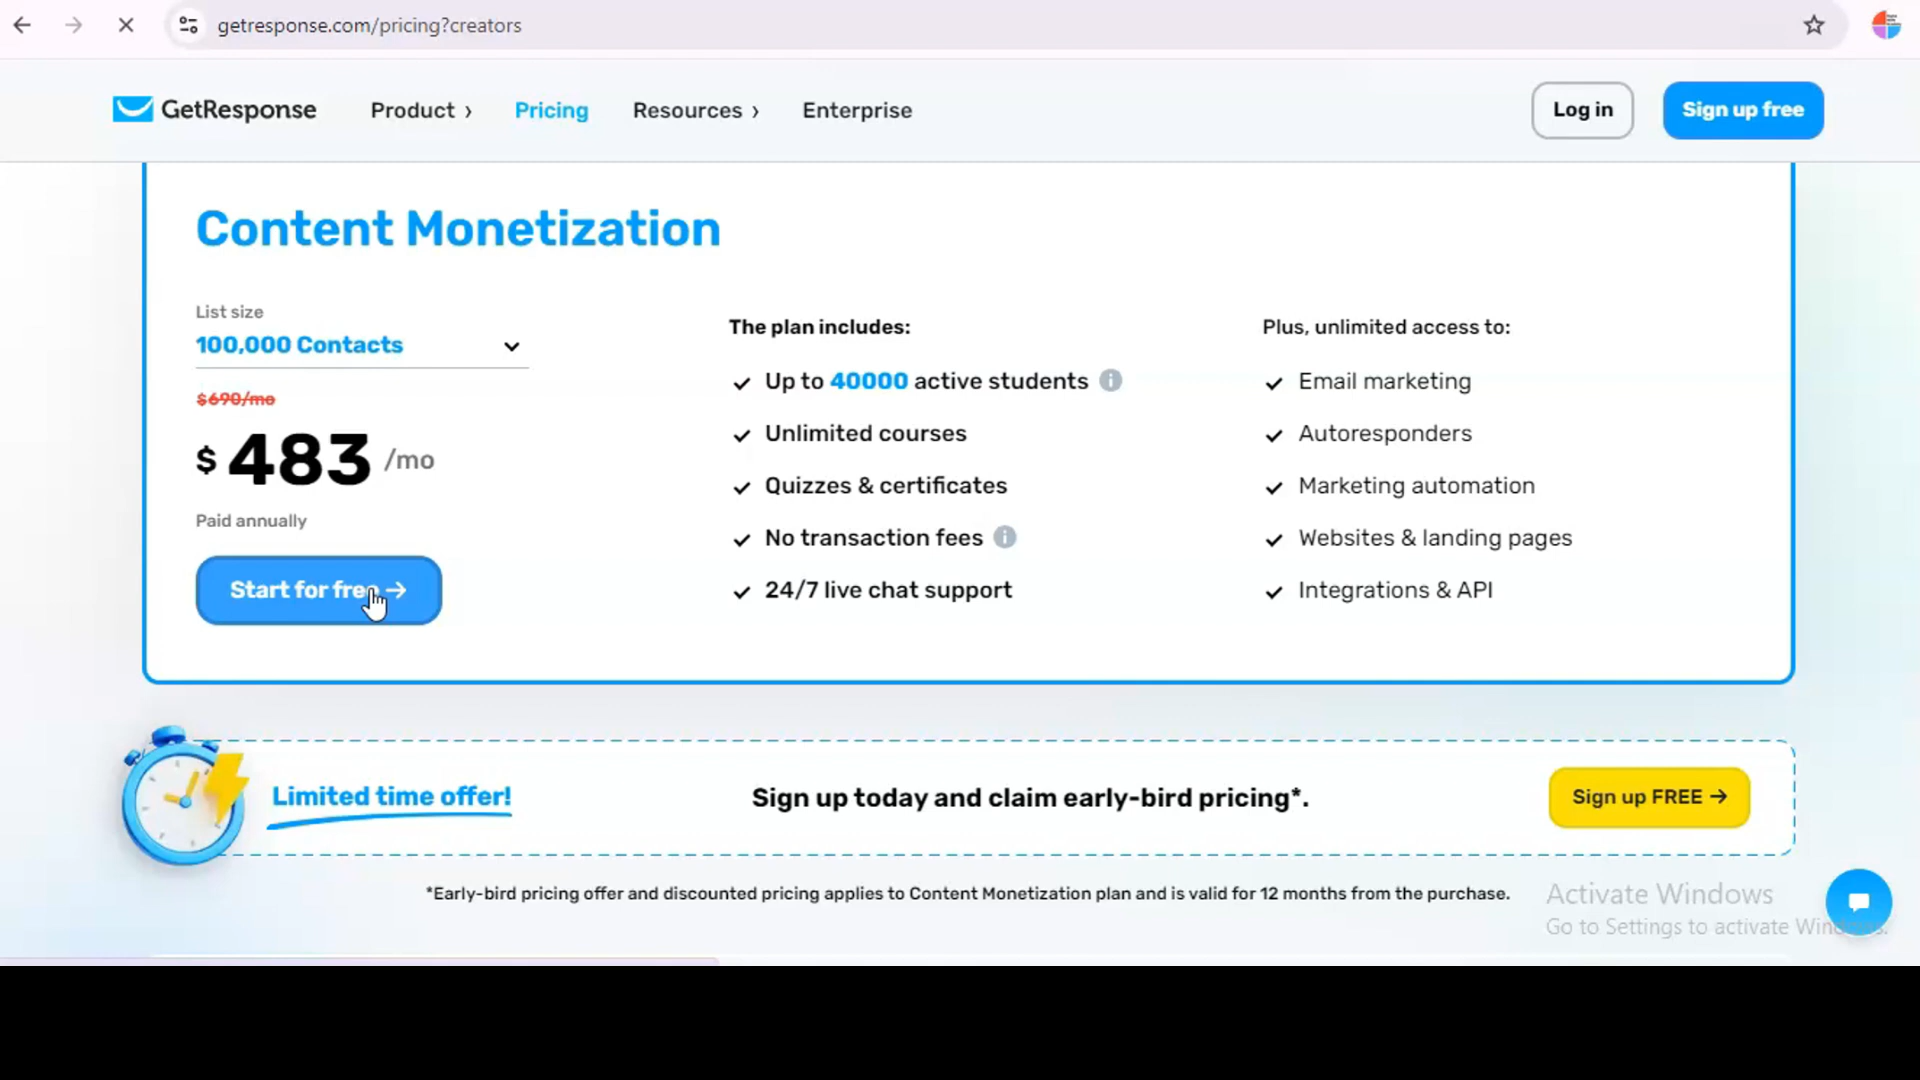 getresponse.com/pricing?creators
GetResponse
Product ›
Pricing
Resources ›
Enterprise
Log in
Sign up free
Content Monetization
List size
100,000 Contacts
$690/mo
$ 483 /mo
Paid annually
Start for free →
The plan includes:
Up to 40000 active students
Unlimited courses
Quizzes & certificates
No transaction fees
24/7 live chat support
Plus, unlimited access to:
Email marketing
Autoresponders
Marketing automation
Websites & landing pages
Integrations & API
Limited time offer!
Sign up today and claim early-bird pricing*.
Sign up FREE →
*Early-bird pricing offer and discounted pricing applies to Content Monetization plan and is valid for 12 months from the purchase.
Activate Windows
Go to Settings to activate Windows.